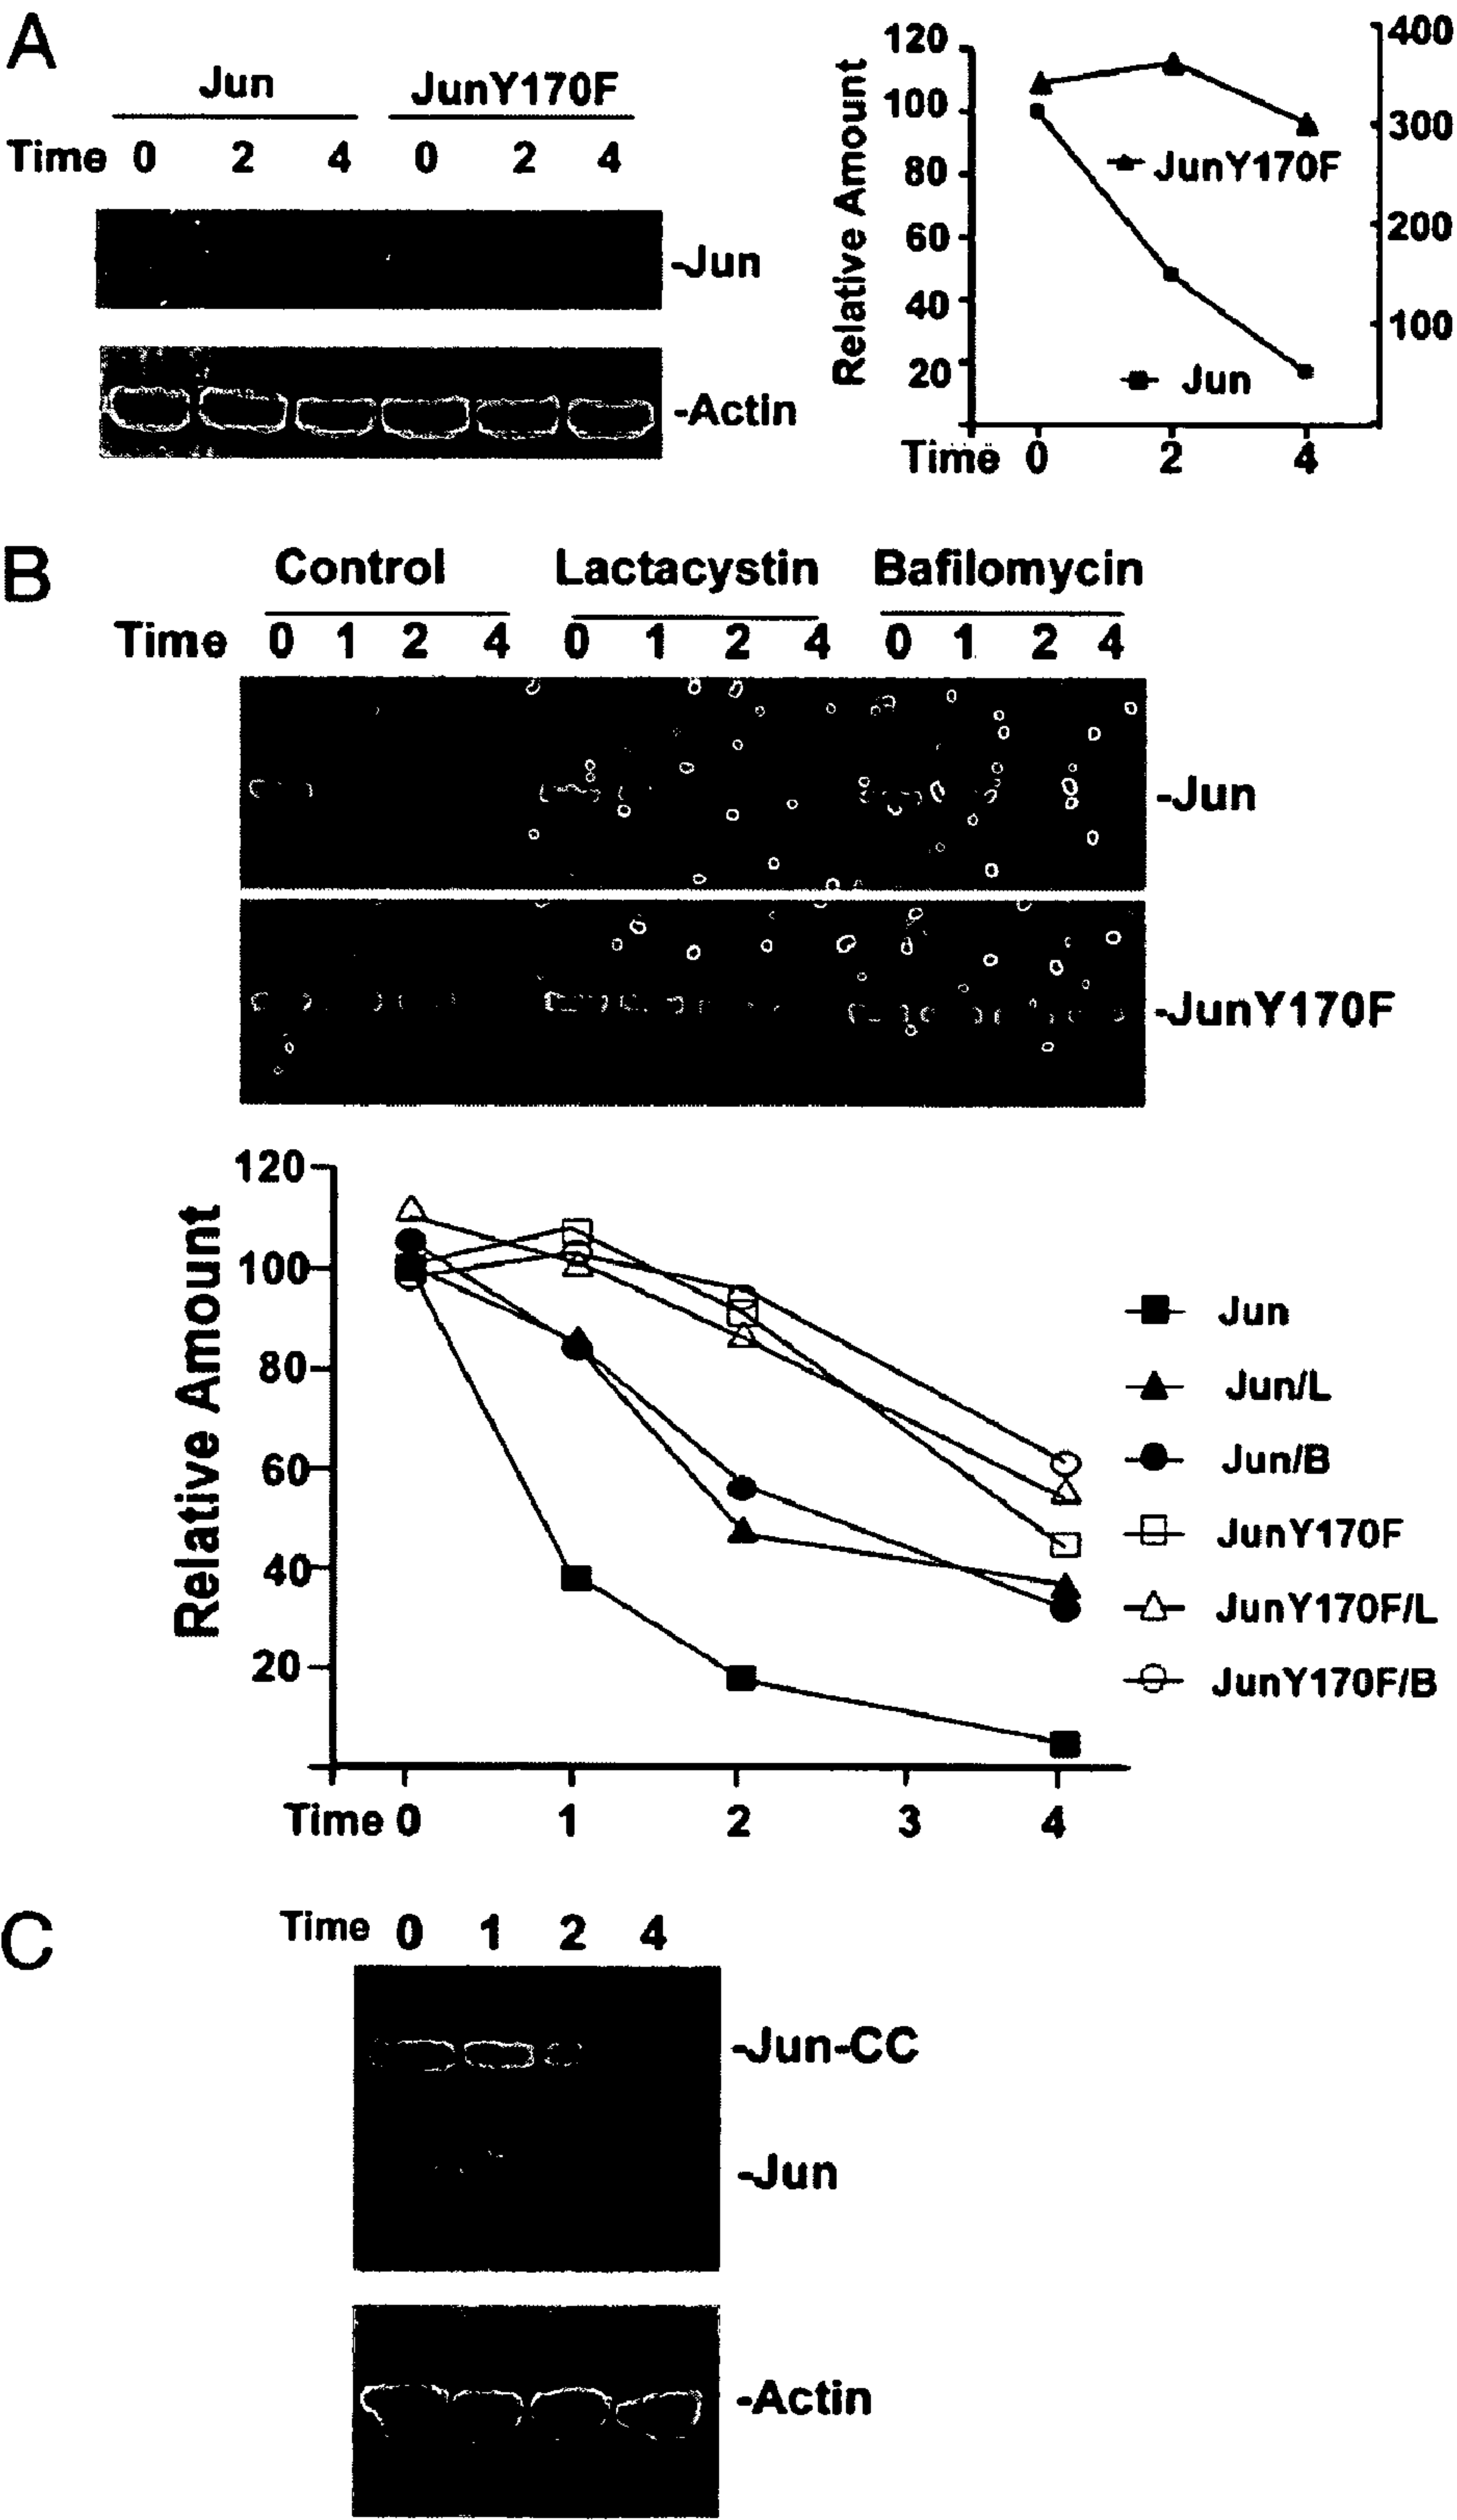 A
Jun JunY170F
Time 0 2 4 0 2 4
-Jun
-Actin
Relative Amount
120
100
80
60
40
20
400
300
200
100
JunY170F
Jun
Time 0 2 4
B
Control Lactacystin Bafilomycin
Time 0 1 2 4 0 1 2 4 0 1 2 4
-Jun
-JunY170F
Relative Amount
120
100
80
60
40
20
Jun
Jun/L
Jun/B
JunY170F
JunY170F/L
JunY170F/B
Time 0 1 2 3 4
C
Time 0 1 2 4
-Jun-CC
-Jun
-Actin